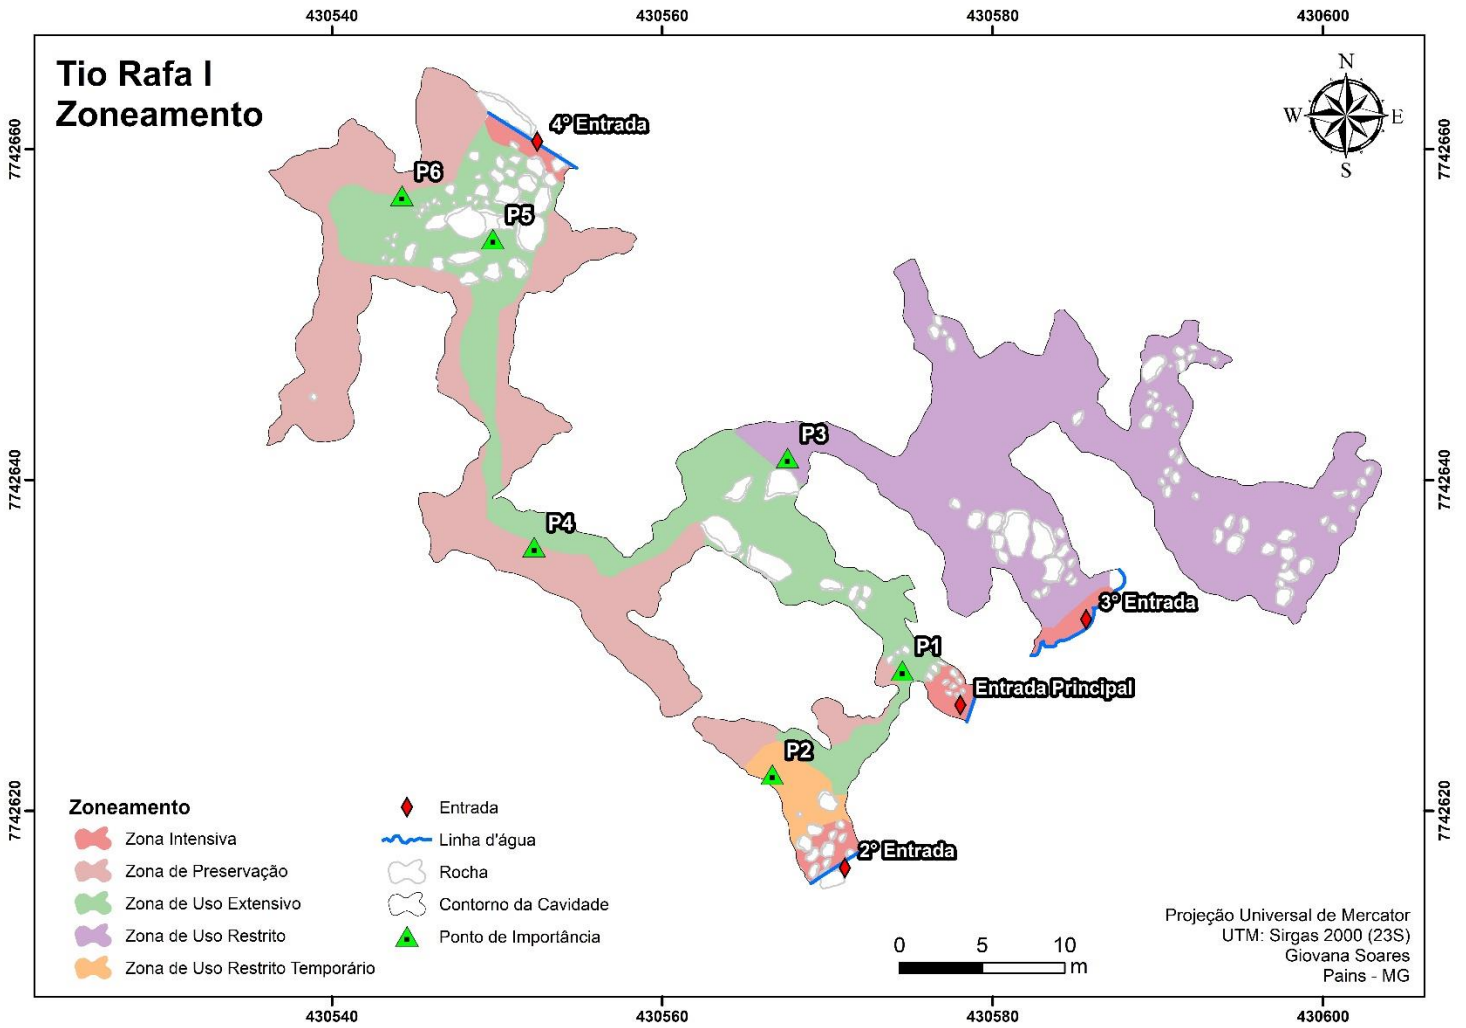 430540
430560
430580
430600
Tio Rafa I
Zoneamento
N
W
E
S
7742660
7742660
4° Entrada
P6
P5
P3
7742640
7742640
P4
3° Entrada
P1
Entrada Principal
P2
7742620
7742620
2° Entrada
Zoneamento
Zona Intensiva
Zona de Preservação
Zona de Uso Extensivo
Zona de Uso Restrito
Zona de Uso Restrito Temporário
Entrada
Linha d'água
Rocha
Contorno da Cavidade
Ponto de Importância
0
5
10
m
Projeção Universal de Mercator
UTM: Sirgas 2000 (23S)
Giovana Soares
Pains - MG
430540
430560
430580
430600